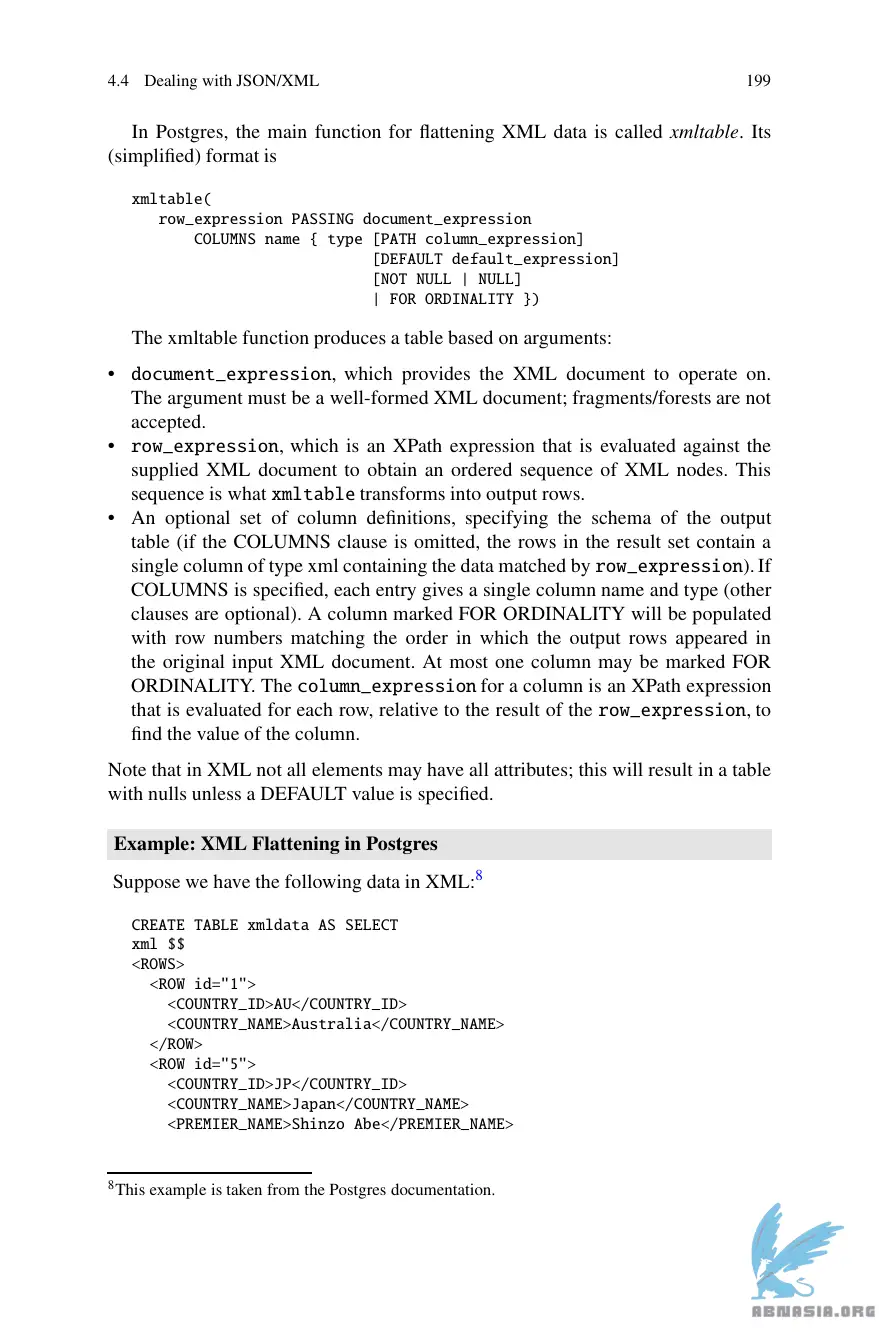 4.4 Dealing with JSON/XML 199
In Postgres, the main function for flattening XML data is called xmltable. Its
(simplified) format is
xmltable(
   row_expression PASSING document_expression
       COLUMNS name { type [PATH column_expression]
                           [DEFAULT default_expression]
                           [NOT NULL | NULL]
                           | FOR ORDINALITY })
The xmltable function produces a table based on arguments:
• document_expression, which provides the XML document to operate on.
The argument must be a well-formed XML document; fragments/forests are not
accepted.
• row_expression, which is an XPath expression that is evaluated against the
supplied XML document to obtain an ordered sequence of XML nodes. This
sequence is what xmltable transforms into output rows.
• An optional set of column definitions, specifying the schema of the output
table (if the COLUMNS clause is omitted, the rows in the result set contain a
single column of type xml containing the data matched by row_expression). If
COLUMNS is specified, each entry gives a single column name and type (other
clauses are optional). A column marked FOR ORDINALITY will be populated
with row numbers matching the order in which the output rows appeared in
the original input XML document. At most one column may be marked FOR
ORDINALITY. The column_expression for a column is an XPath expression
that is evaluated for each row, relative to the result of the row_expression, to
find the value of the column.
Note that in XML not all elements may have all attributes; this will result in a table
with nulls unless a DEFAULT value is specified.
Example: XML Flattening in Postgres
Suppose we have the following data in XML:8
CREATE TABLE xmldata AS SELECT
xml $$
<ROWS>
  <ROW id="1">
    <COUNTRY_ID>AU</COUNTRY_ID>
    <COUNTRY_NAME>Australia</COUNTRY_NAME>
  </ROW>
  <ROW id="5">
    <COUNTRY_ID>JP</COUNTRY_ID>
    <COUNTRY_NAME>Japan</COUNTRY_NAME>
    <PREMIER_NAME>Shinzo Abe</PREMIER_NAME>
8This example is taken from the Postgres documentation.
ABNASIA.ORG